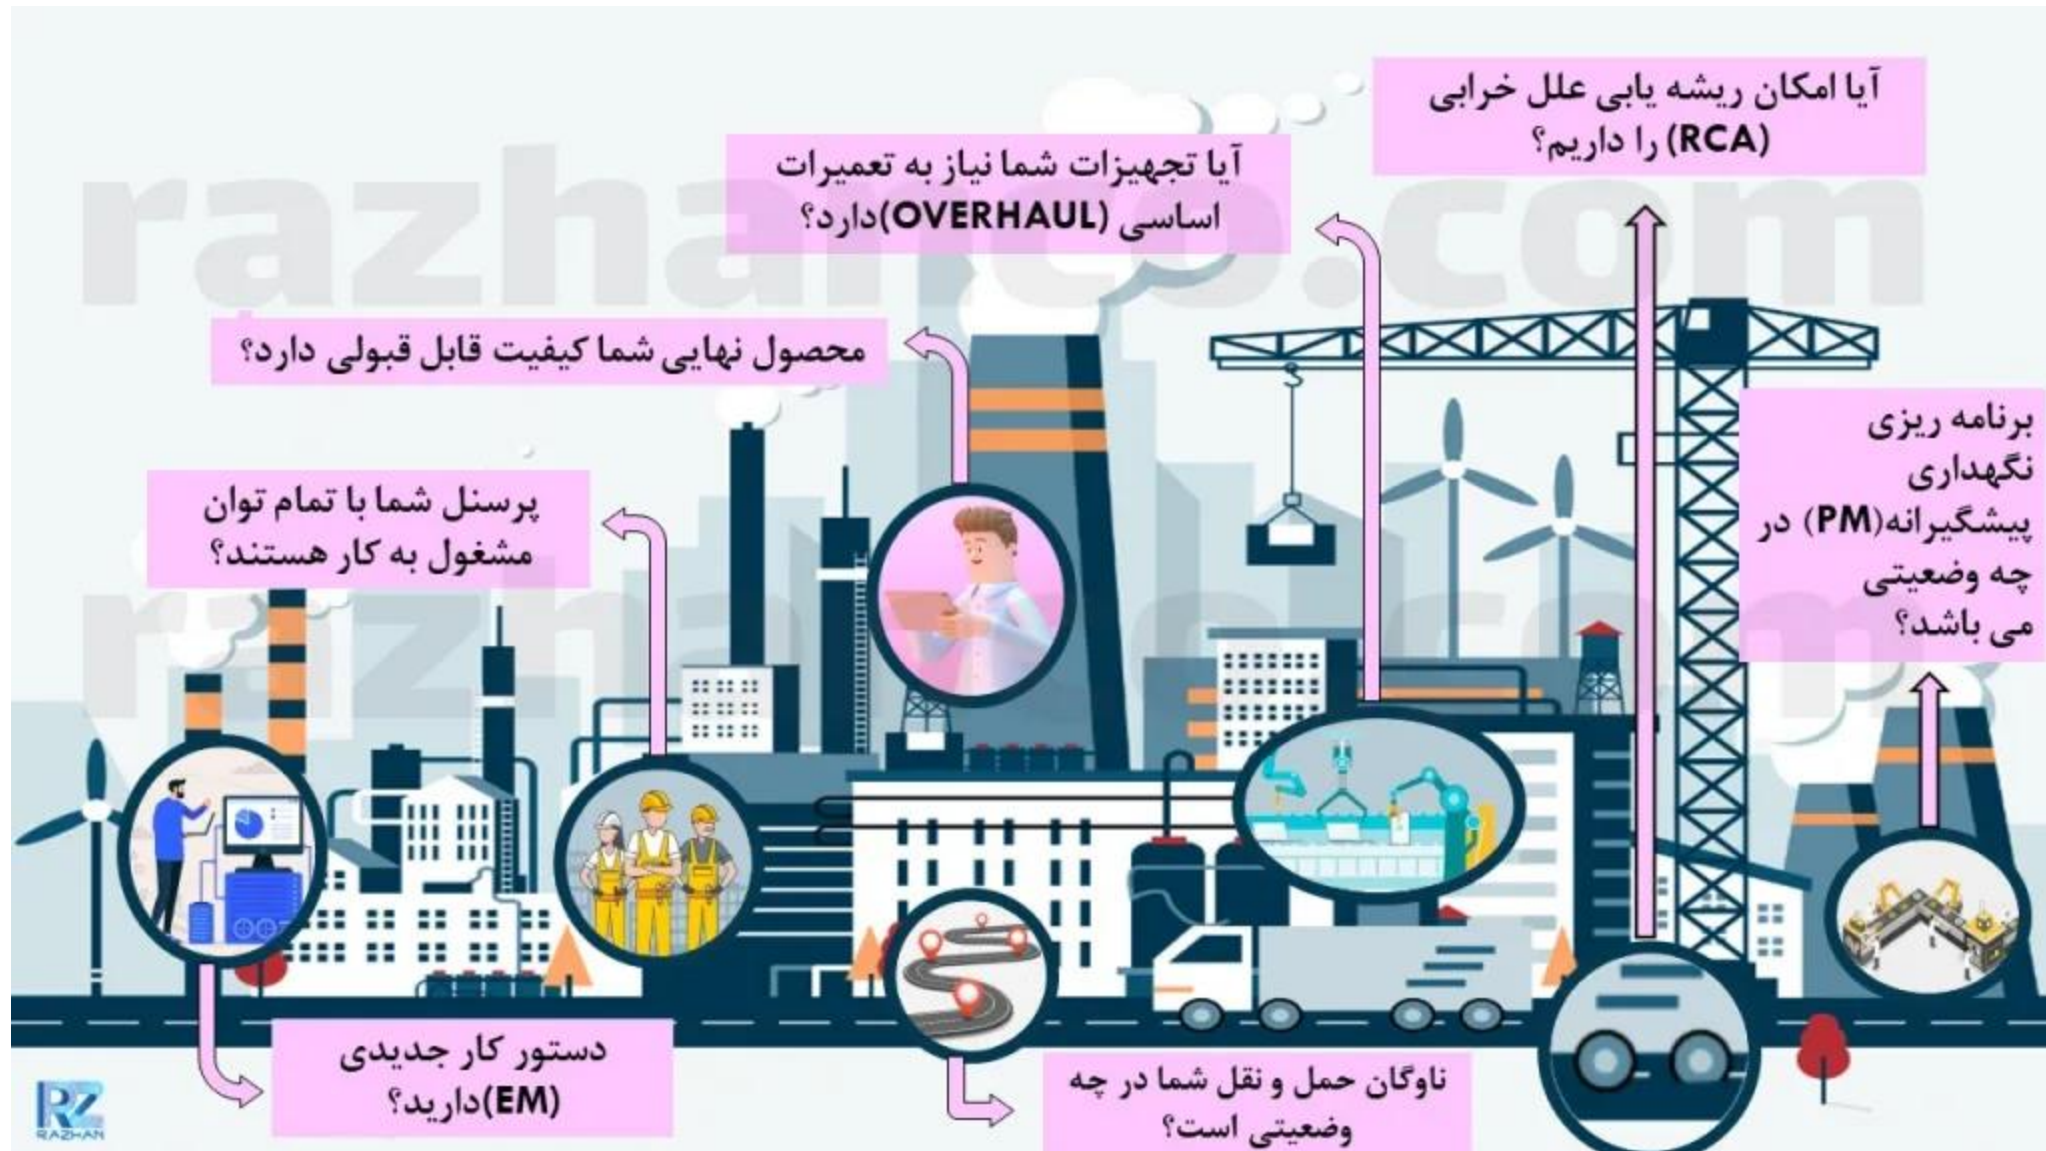 آیا امکان ریشه یابی علل خرابی
(RCA) را داریم؟
آیا تجهیزات شما نیاز به تعمیرات
اساسی (OVERHAUL)دارد؟
محصول نهایی شما کیفیت قابل قبولی دارد؟
برنامه ریزی
نگهداری
پیشگیرانه(PM) در
چه وضعیتی
می باشد؟
پرسنل شما با تمام توان
مشغول به کار هستند؟
دستور کار جدیدی
(EM)دارید؟
ناوگان حمل و نقل شما در چه
وضعیتی است؟
razhanco.com
razhanco.com
RZ
RAZHAN